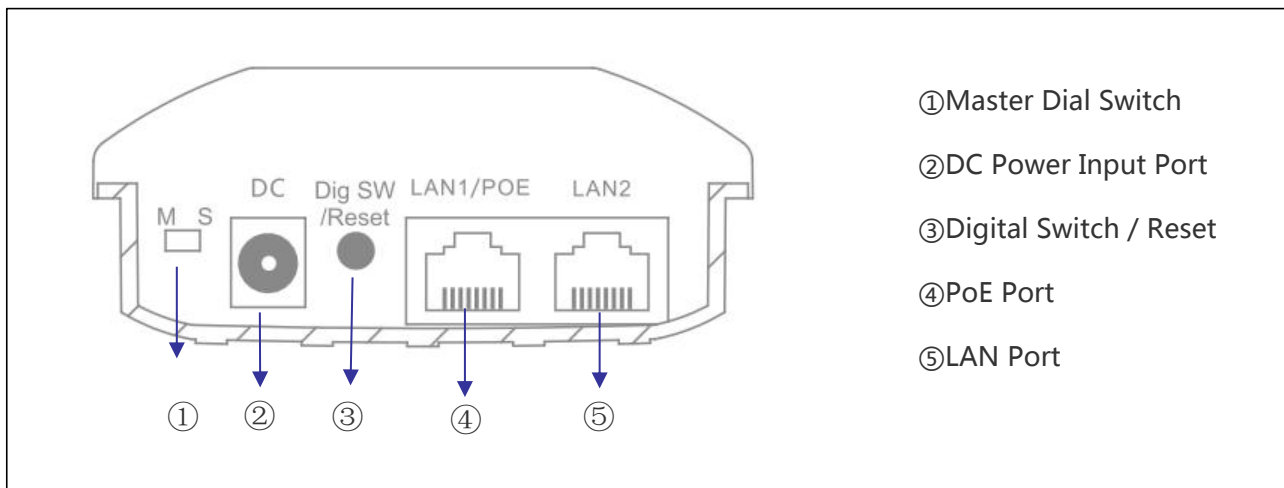 DC
Dig SW
/Reset
LAN1/POE
LAN2
M S
① ② ③ ④ ⑤
①Master Dial Switch
②DC Power Input Port
③Digital Switch / Reset
④PoE Port
⑤LAN Port